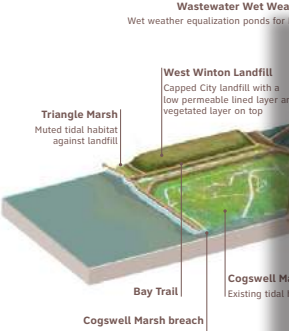 Wastewater Wet
Wet weather equalization ponds for
West Winton Landfill
Capped City landfill with a
low permeable lined layer
vegetated layer on top
Triangle Marsh
Muted tidal habitat
against landfill
Cogswell
Existing tidal
Bay Trail
Cogswell Marsh breach